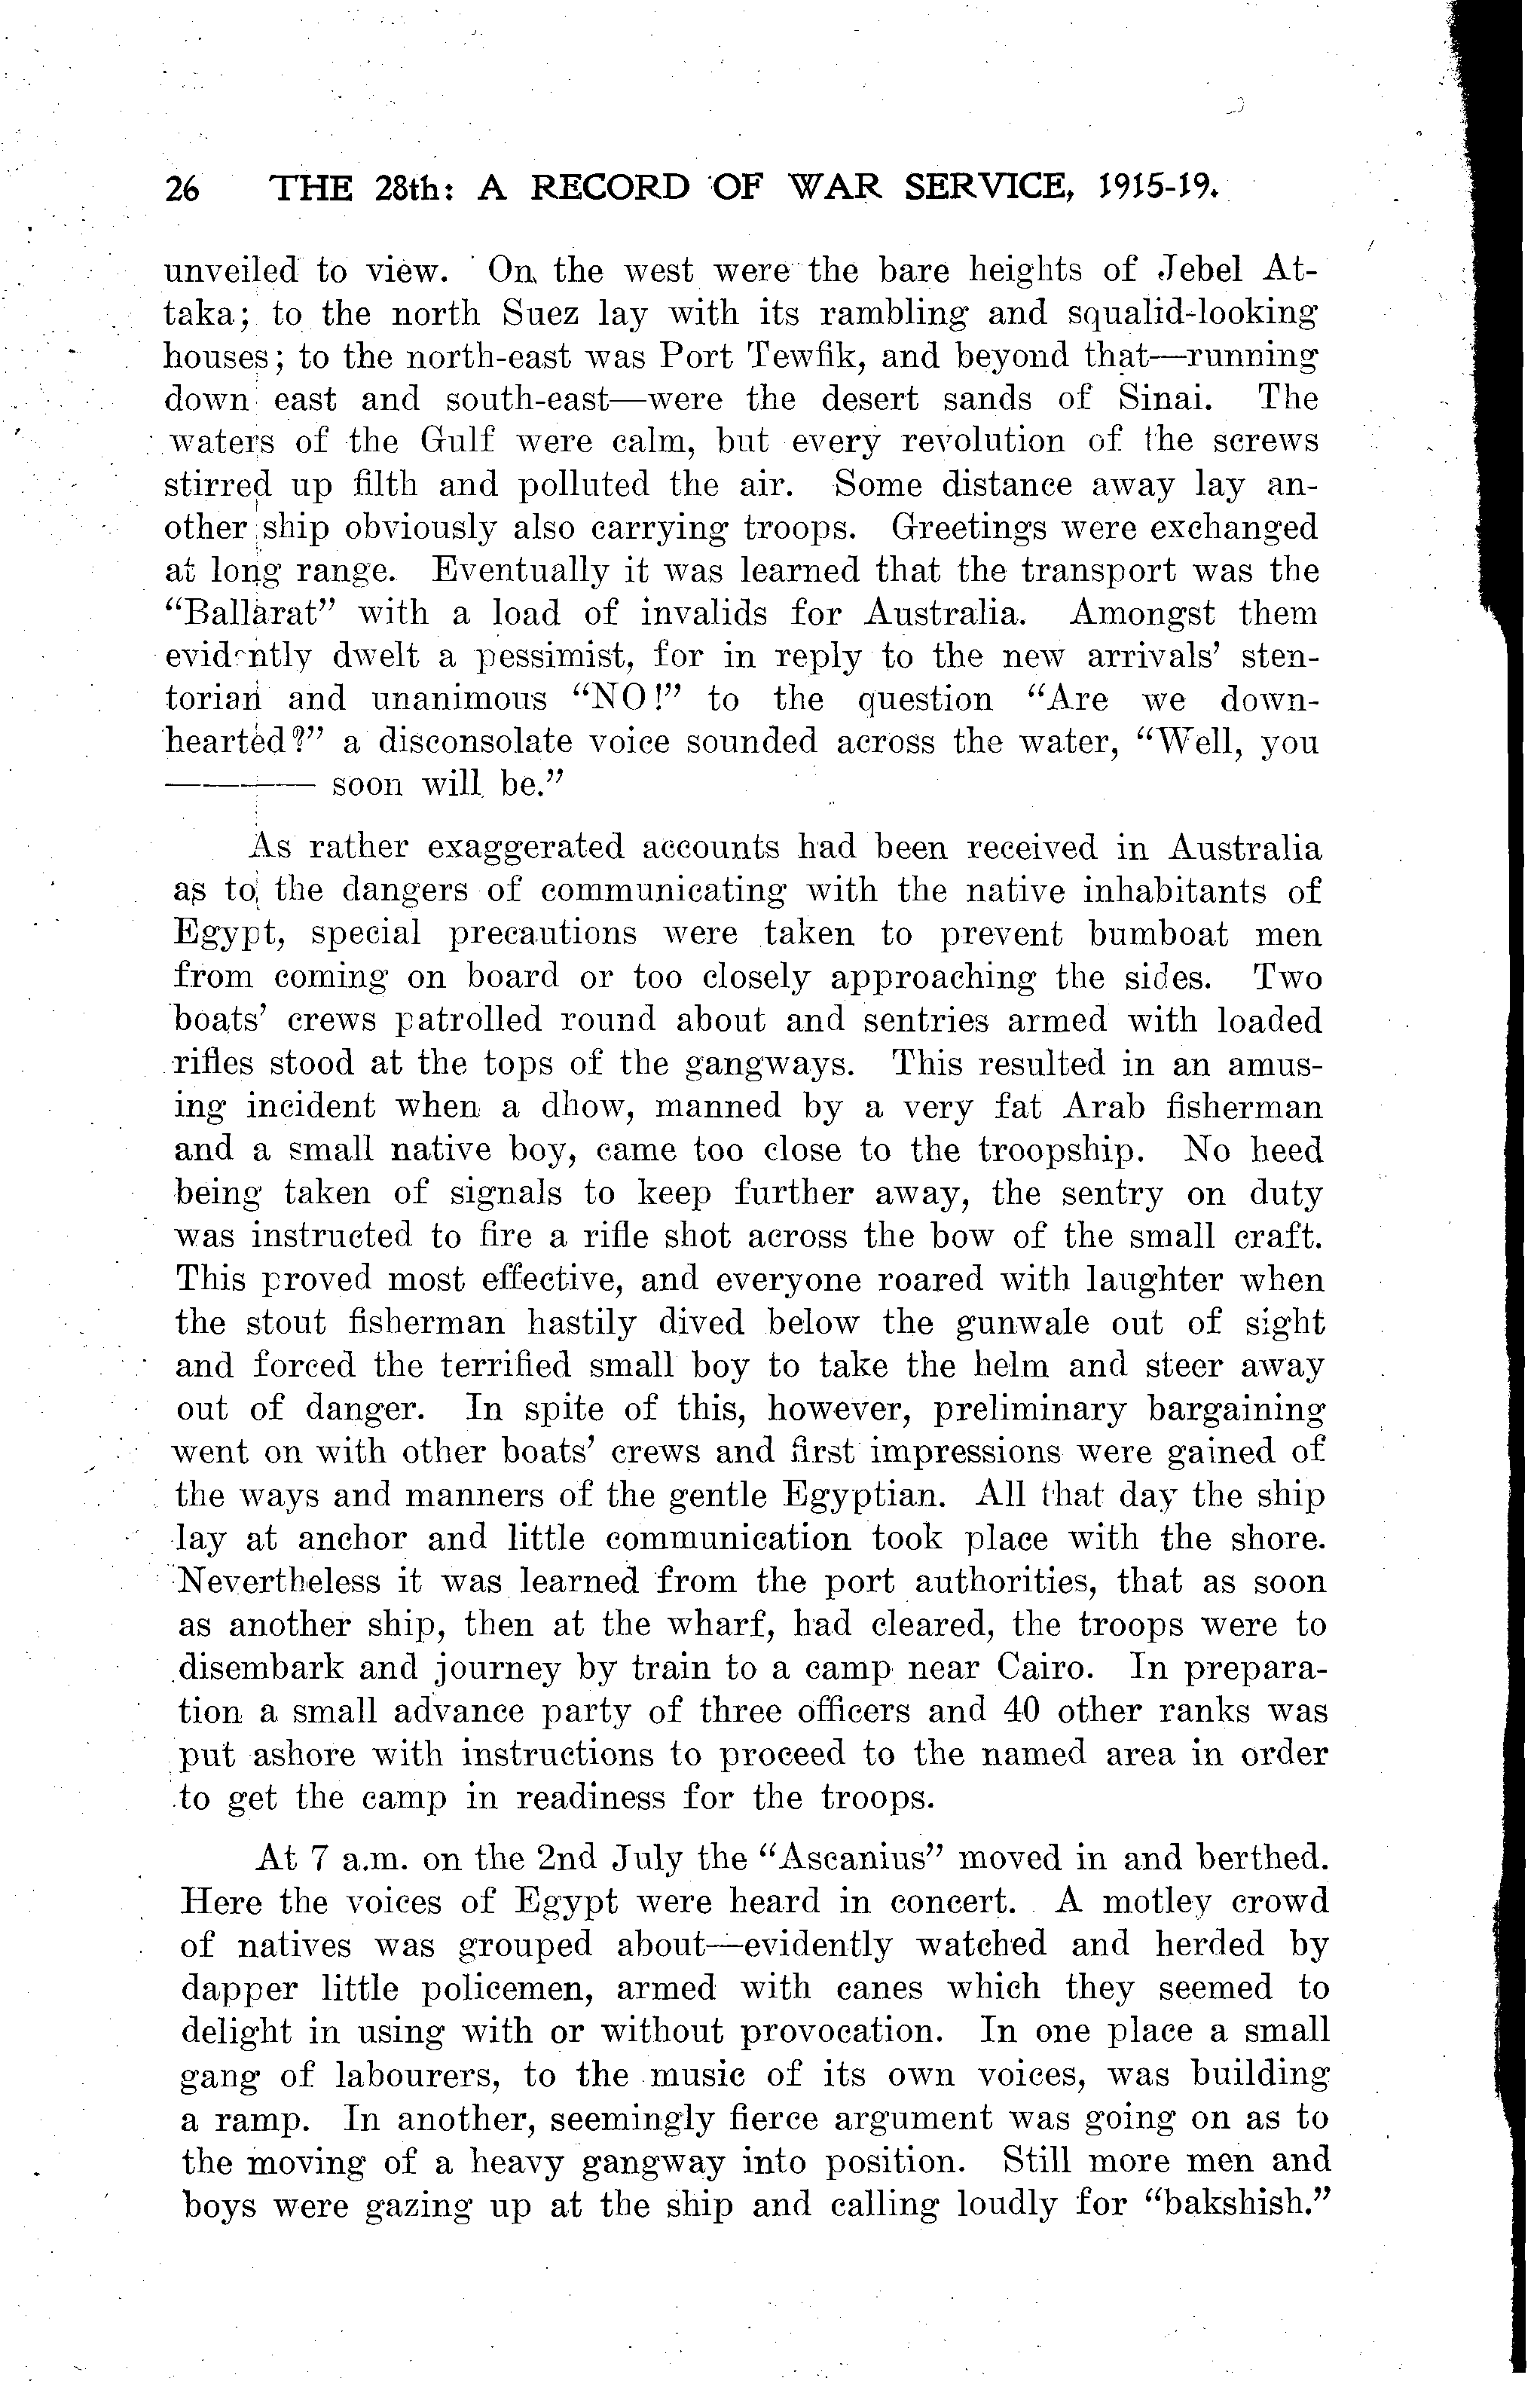 26 THE 28th: A RECORD OF WAR SERVICE, 1915-19.
unveiled to view. On the west were the bare heights of Jebel At-
taka; to the north Suez lay with its rambling and squalid-looking
houses; to the north-east was Port Tewfik, and beyond that—running
down east and south-east—were the desert sands of Sinai. The
waters of the Gulf were calm, but every revolution of the screws
stirred up filth and polluted the air. Some distance away lay an-
other ship obviously also carrying troops. Greetings were exchanged
at long range. Eventually it was learned that the transport was the
“Ballarat” with a load of invalids for Australia. Amongst them
evidently dwelt a pessimist, for in reply to the new arrivals’ sten-
torian and unanimous “NO!” to the question “Are we down-
hearted?” a disconsolate voice sounded across the water, “Well, you
———— soon will be.”
As rather exaggerated accounts had been received in Australia
as to the dangers of communicating with the native inhabitants of
Egypt, special precautions were taken to prevent bumboat men
from coming on board or too closely approaching the sides. Two
boats’ crews patrolled round about and sentries armed with loaded
rifles stood at the tops of the gangways. This resulted in an amus-
ing incident when a dhow, manned by a very fat Arab fisherman
and a small native boy, came too close to the troopship. No heed
being taken of signals to keep further away, the sentry on duty
was instructed to fire a rifle shot across the bow of the small craft.
This proved most effective, and everyone roared with laughter when
the stout fisherman hastily dived below the gunwale out of sight
and forced the terrified small boy to take the helm and steer away
out of danger. In spite of this, however, preliminary bargaining
went on with other boats’ crews and first impressions were gained of
the ways and manners of the gentle Egyptian. All that day the ship
lay at anchor and little communication took place with the shore.
Nevertheless it was learned from the port authorities, that as soon
as another ship, then at the wharf, had cleared, the troops were to
disembark and journey by train to a camp near Cairo. In prepara-
tion a small advance party of three officers and 40 other ranks was
put ashore with instructions to proceed to the named area in order
to get the camp in readiness for the troops.
At 7 a.m. on the 2nd July the “Ascanius” moved in and berthed.
Here the voices of Egypt were heard in concert. A motley crowd
of natives was grouped about—evidently watched and herded by
dapper little policemen, armed with canes which they seemed to
delight in using with or without provocation. In one place a small
gang of labourers, to the music of its own voices, was building
a ramp. In another, seemingly fierce argument was going on as to
the moving of a heavy gangway into position. Still more men and
boys were gazing up at the ship and calling loudly for “bakshish.”